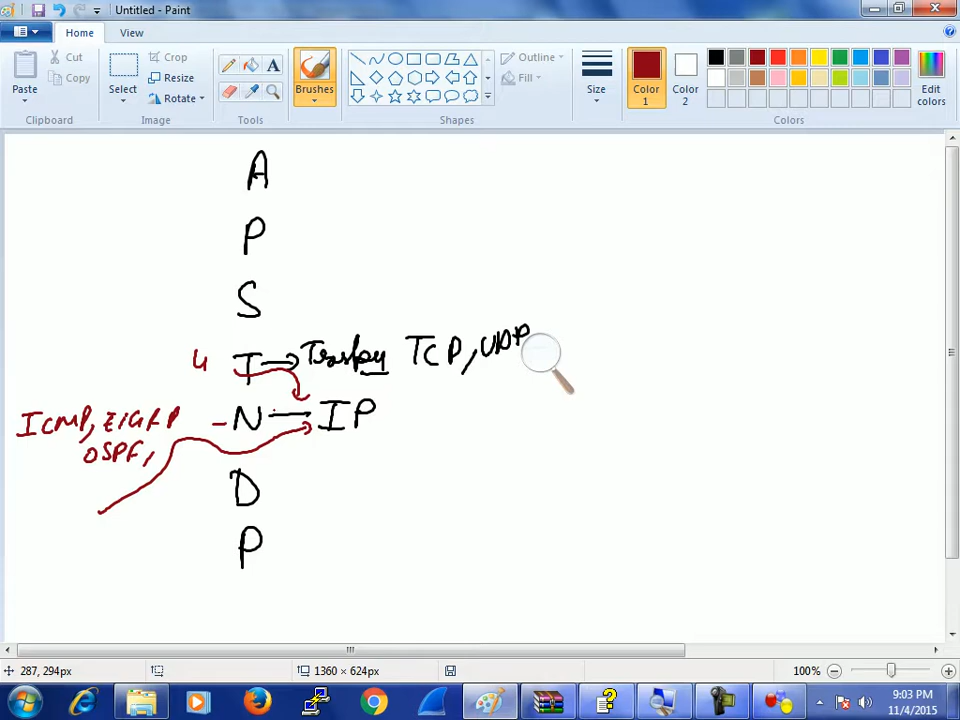 Untitled - Paint
Home View
Paste
Cut
Copy
Clipboard
Select
Crop
Resize
Rotate
Image
A
Tools
Brushes
Shapes
Outline
Fill
Size
Color 1
Color 2
Edit colors
Colors
A
P
S
4 T TCP, UDP
ICMP, EIGRP N IP
OSPF,
D
P
287, 294px
1360 × 624px
100%
9:03 PM
11/4/2015